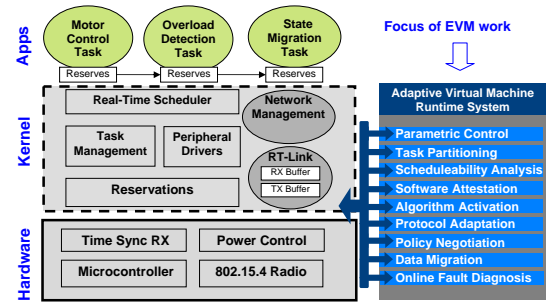 Apps
Motor
Control
Task
Overload
Detection
Task
State
Migration
Task
Reserves
Reserves
Reserves
Focus of EVM work
Kernel
Real-Time Scheduler
Network
Management
Task
Management
Peripheral
Drivers
RT-Link
RX Buffer
TX Buffer
Reservations
Hardware
Time Sync RX
Power Control
Microcontroller
802.15.4 Radio
Adaptive Virtual Machine
Runtime System
Parametric Control
Task Partitioning
Scheduleability Analysis
Software Attestation
Algorithm Activation
Protocol Adaptation
Policy Negotiation
Data Migration
Online Fault Diagnosis